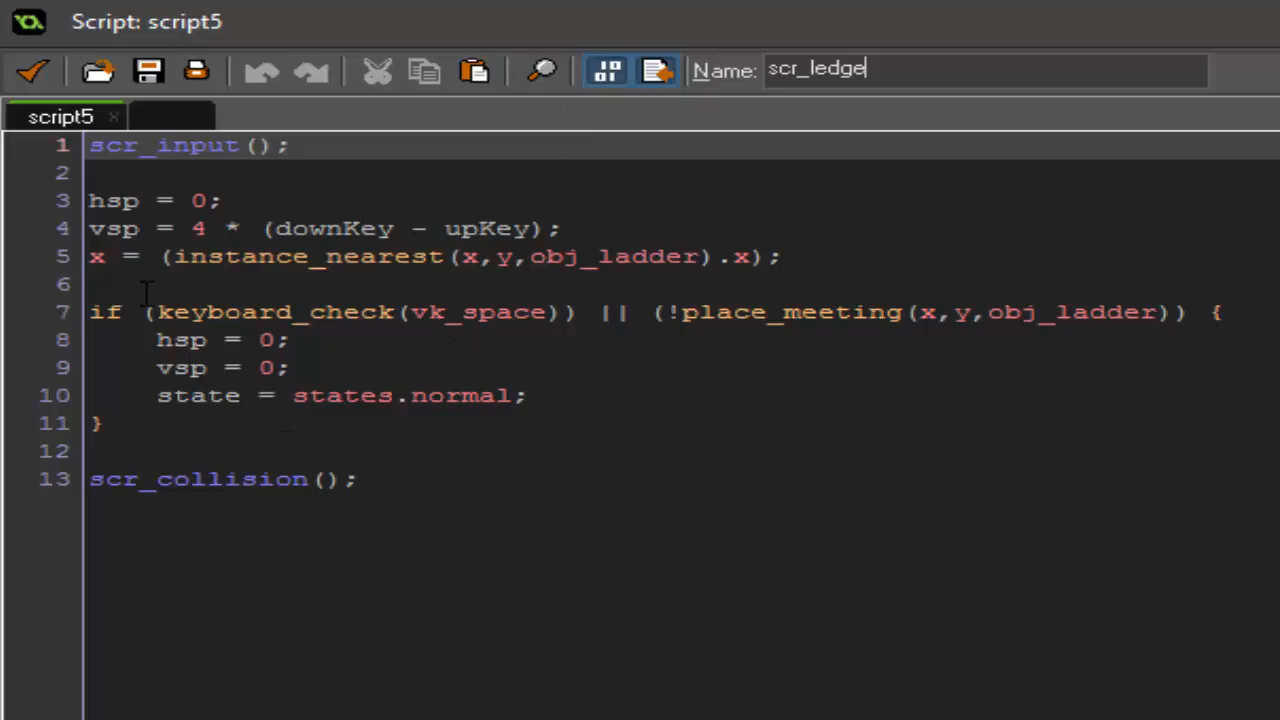 Script: script5
Name: scr_ledge
script5
1 scr_input();
2
3 hsp = 0;
4 vsp = 4 * (downKey - upKey);
5 x = (instance_nearest(x,y,obj_ladder).x);
6
7 if (keyboard_check(vk_space)) || (!place_meeting(x,y,obj_ladder)) {
8 hsp = 0;
9 vsp = 0;
10 state = states.normal;
11 }
12
13 scr_collision();